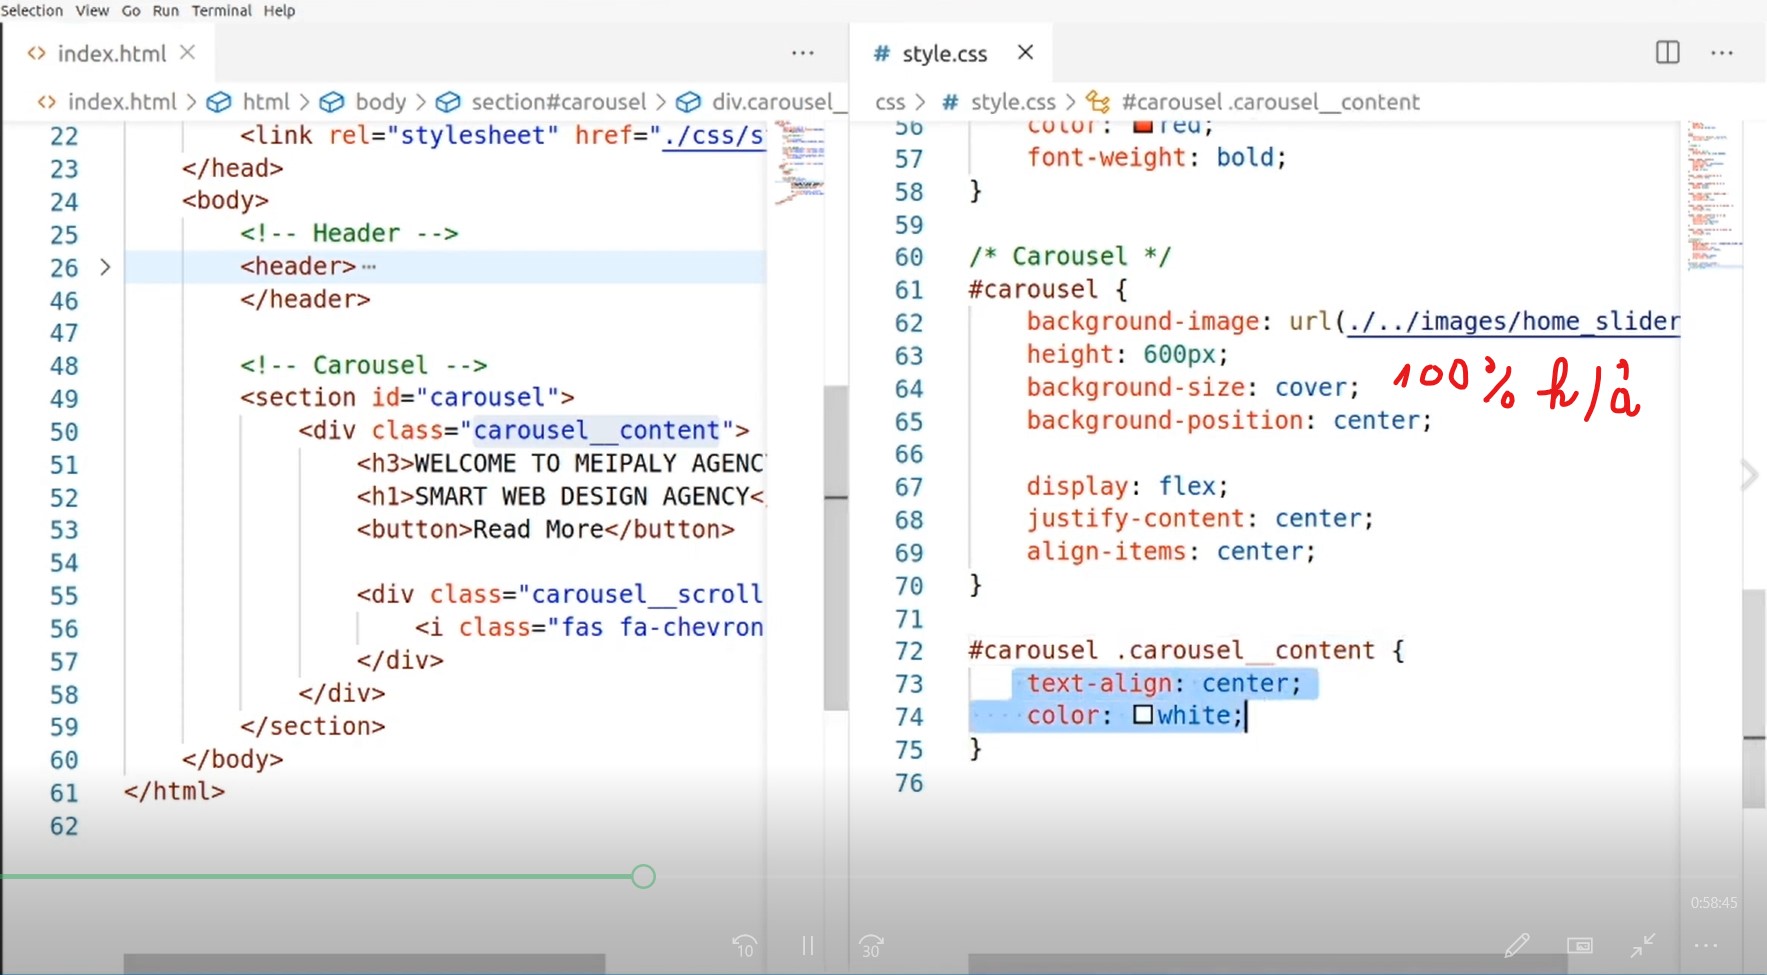 Selection View Go Run Terminal Help
index.html
style.css
index.html > html > body > section#carousel > div.carousel_
css > # style.css > #carousel .carousel__content
22 <link rel="stylesheet" href="./css/s
23 </head>
24 <body>
25 <!-- Header -->
26 <header> ...
46 </header>
47
48 <!-- Carousel -->
49 <section id="carousel">
50 <div class="carousel__content">
51 <h3>WELCOME TO MEIPALY AGENC
52 <h1>SMART WEB DESIGN AGENCY<
53 <button>Read More</button>
54
55 <div class="carousel__scroll
56 <i class="fas fa-chevron
57 </div>
58 </div>
59 </section>
60 </body>
61 </html>
62
56 color: red;
57 font-weight: bold;
58 }
59
60 /* Carousel */
61 #carousel {
62 background-image: url(./../images/home_slider
63 height: 600px;
64 background-size: cover;
65 background-position: center;
66
67 display: flex;
68 justify-content: center;
69 align-items: center;
70 }
71
72 #carousel .carousel__content {
73 text-align: center;
74 color: white;
75 }
76
100% h/ả
0:58:45
10
30